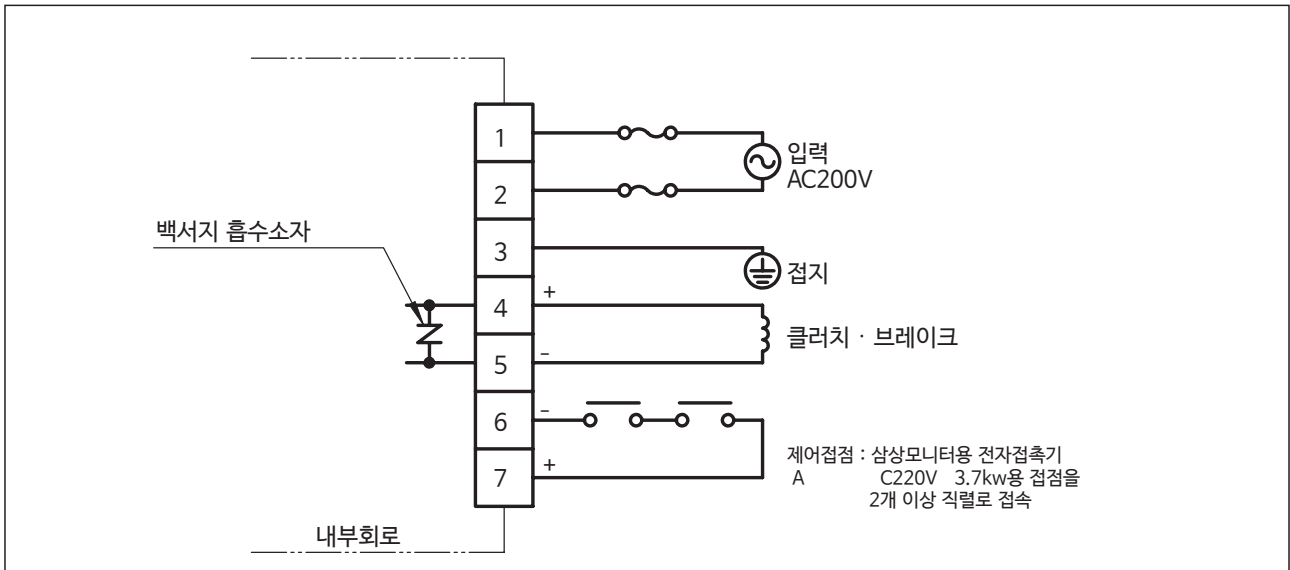 1
입력
AC200V
2
백서지 흡수소자
3
접지
+
4
클러치 · 브레이크
–
5
–
6
제어접점 : 삼상모니터용 전자접촉기
A C220V 3.7kw용 접점을
2개 이상 직렬로 접속
+
7
내부회로